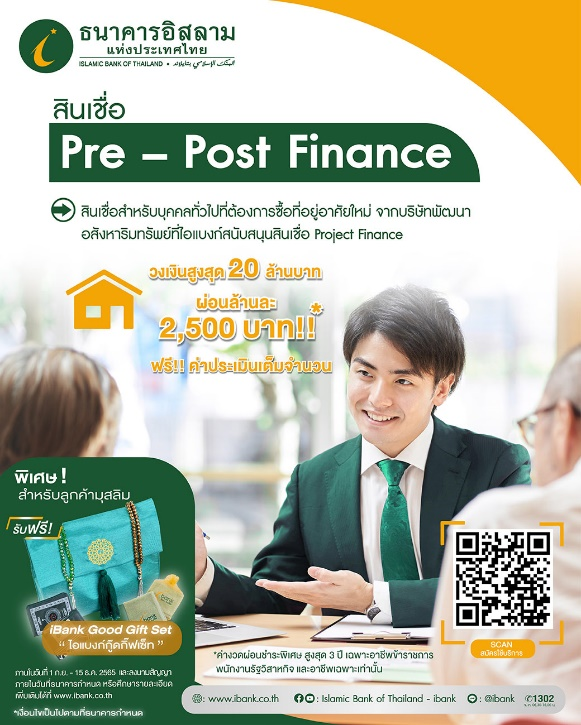 ธนาคารอิสลาม
แห่งประเทศไทย
ISLAMIC BANK OF THAILAND • البنك الإسلامي بتايلاند
สินเชื่อ
Pre – Post Finance
สินเชื่อสำหรับบุคคลทั่วไปที่ต้องการซื้อที่อยู่อาศัยใหม่ จากบริษัทพัฒนา
อสังหาริมทรัพย์ที่ไอแบงก์สนับสนุนสินเชื่อ Project Finance
วงเงินสูงสุด 20 ล้านบาท
ผ่อนล้านละ
2,500 บาท!!*
ฟรี!! ค่าประเมินเต็มจำนวน
พิเศษ !
สำหรับลูกค้ามุสลิม
รับฟรี!
iBank Good Gift Set
“ ไอแบงก์กู๊ดกิ๊ฟเซ็ท ”
ภายในวันที่ 1 ก.ย. - 15 ธ.ค. 2565 และลงนามสัญญา
ภายในวันที่ธนาคารกำหนด หรือศึกษารายละเอียด
เพิ่มเติมได้ที่ www.ibank.co.th
*เงื่อนไขเป็นไปตามที่ธนาคารกำหนด
*ค่างวดผ่อนชำระพิเศษ สูงสุด 3 ปี เฉพาะอาชีพข้าราชการ
พนักงานรัฐวิสาหกิจ และอาชีพเฉพาะเท่านั้น
SCAN
สมัครใช้บริการ
: www.ibank.co.th
: Islamic Bank of Thailand - ibank
: @ibank
1302